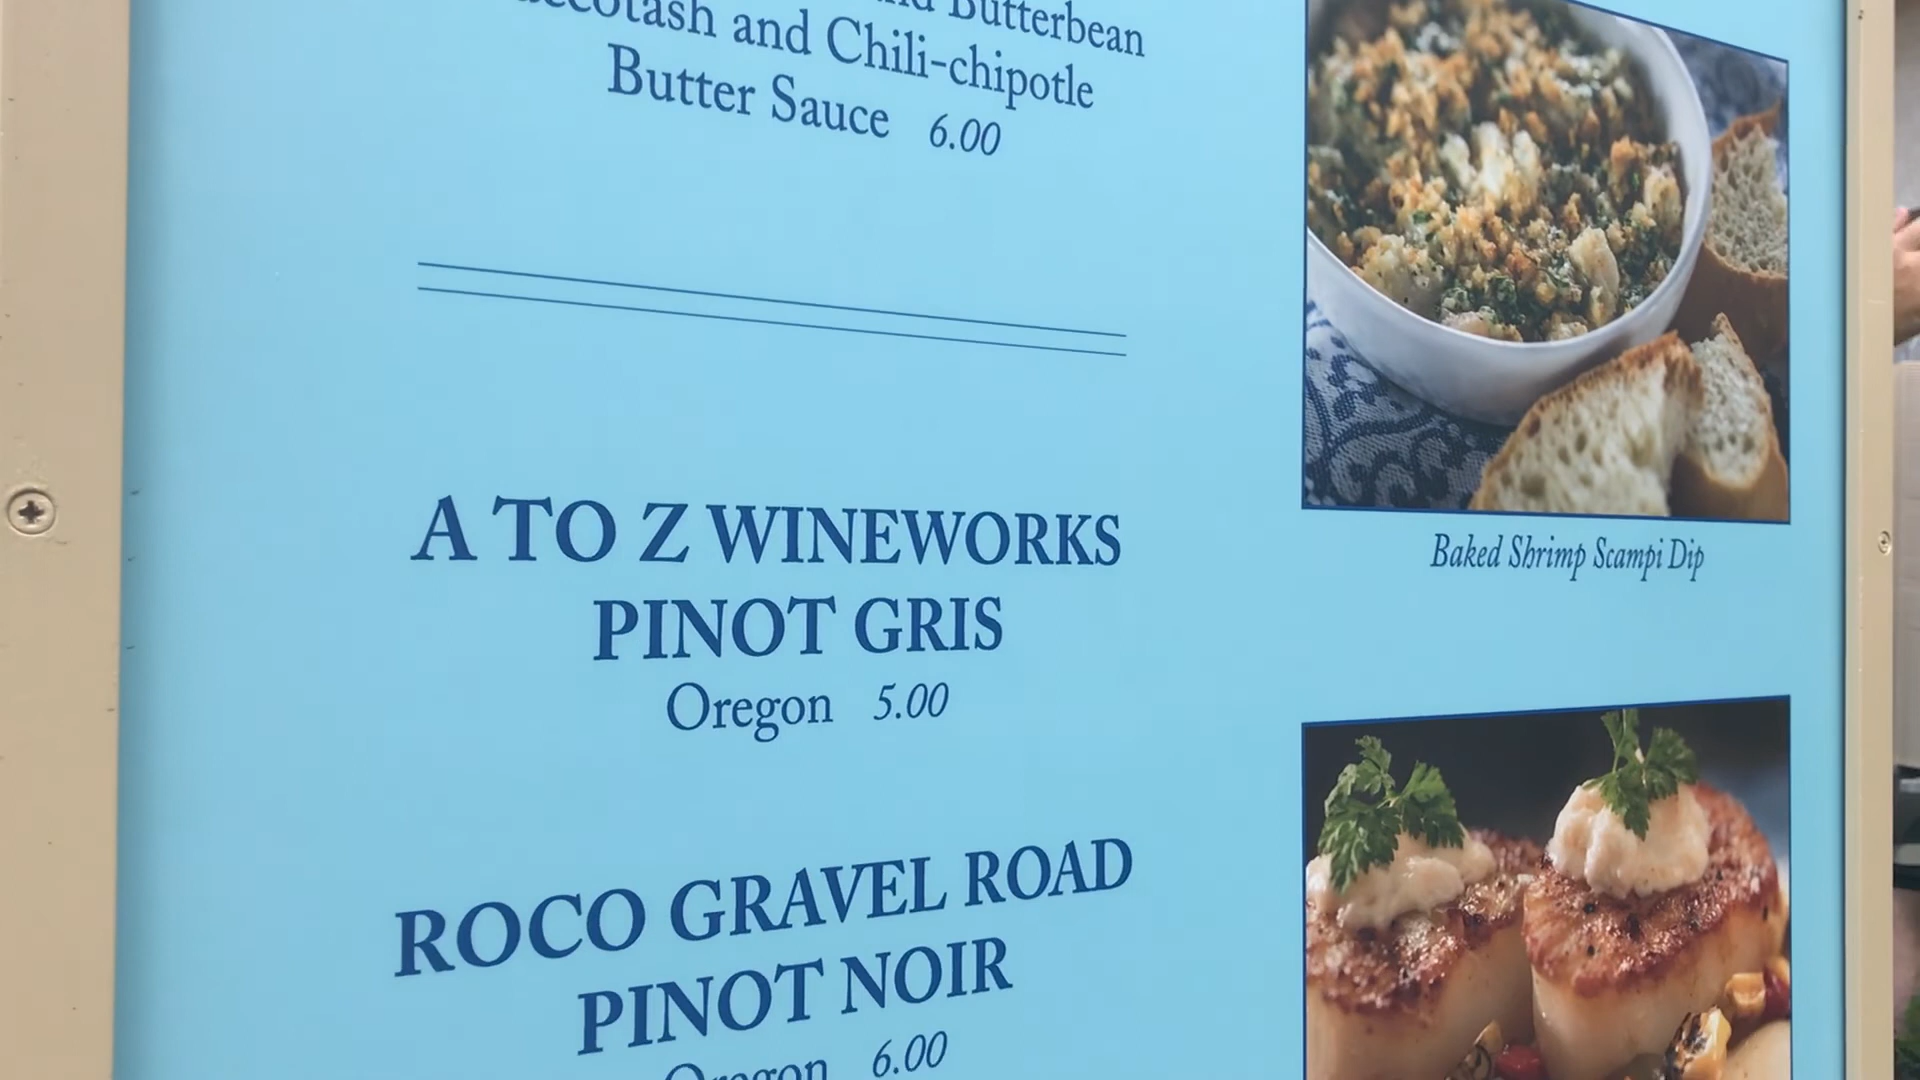 Butterbean
and Chili-chipotle
Butter Sauce 6.00
A TO Z WINEWORKS
PINOT GRIS
Oregon 5.00
ROCO GRAVEL ROAD
PINOT NOIR
Oregon 6.00
Baked Shrimp Scampi Dip